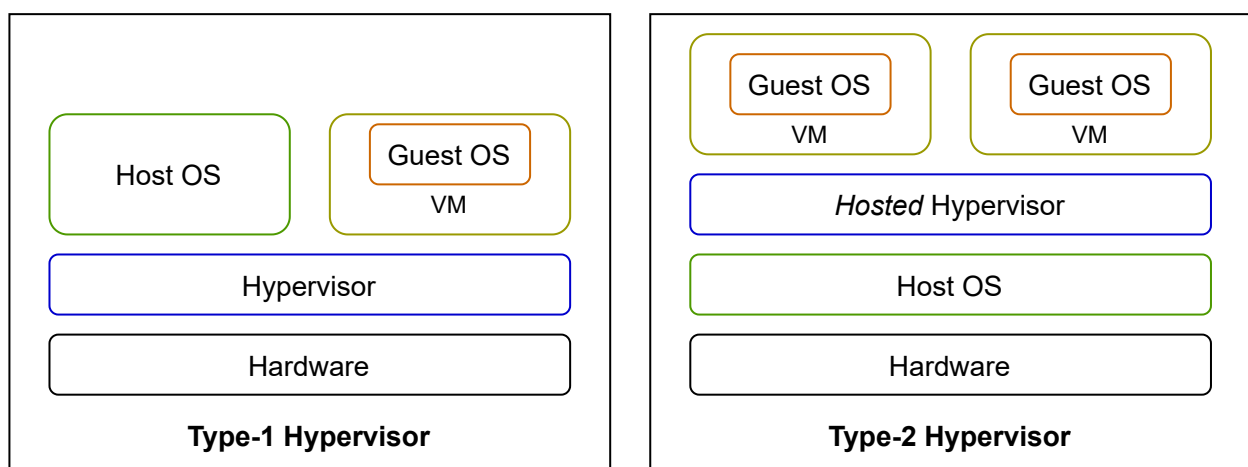 Host OS
Guest OS
VM
Hypervisor
Hardware
Type-1 Hypervisor
Guest OS
VM
Guest OS
VM
Hosted Hypervisor
Host OS
Hardware
Type-2 Hypervisor